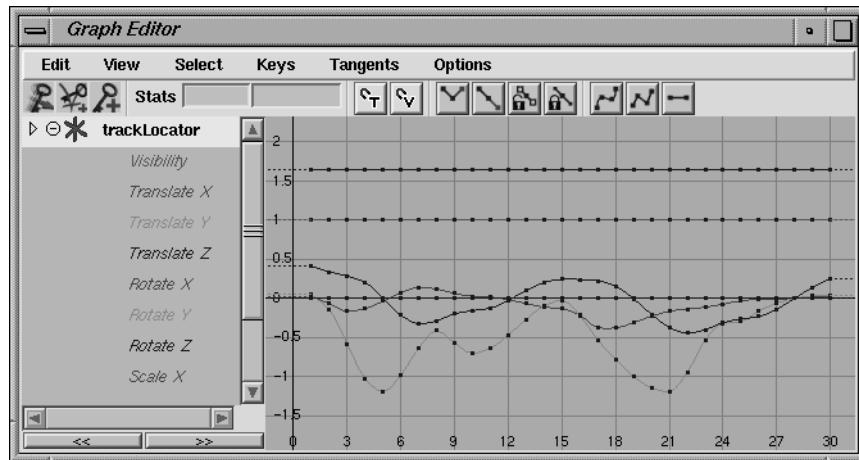 Graph Editor
Edit View Select Keys Tangents Options
Stats
T V
trackLocator
Visibility
Translate X
Translate Y
Translate Z
Rotate X
Rotate Y
Rotate Z
Scale X
<< >>
2
1.5
1
0.5
0
-0.5
-1
-1.5
0 3 6 9 12 15 18 21 24 27 30